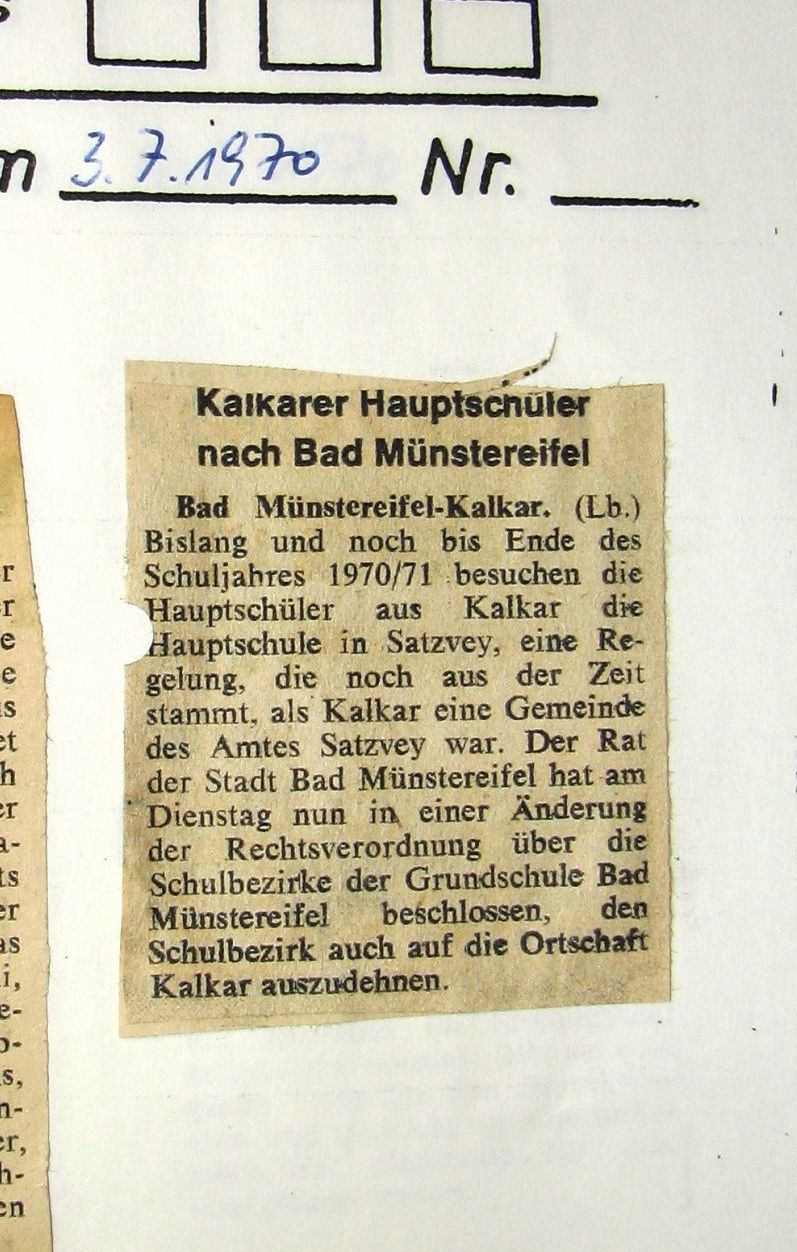 3.7.1970 Nr.
Kalkarer Hauptschüler
nach Bad Münstereifel
Bad Münstereifel-Kalkar. (Lb.)
Bislang und noch bis Ende des
Schuljahres 1970/71 besuchen die
Hauptschüler aus Kalkar die
Hauptschule in Satzvey, eine Re-
gelung, die noch aus der Zeit
stammt, als Kalkar eine Gemeinde
des Amtes Satzvey war. Der Rat
der Stadt Bad Münstereifel hat am
Dienstag nun in einer Änderung
der Rechtsverordnung über die
Schulbezirke der Grundschule Bad
Münstereifel beschlossen, den
Schulbezirk auch auf die Ortschaft
Kalkar auszudehnen.